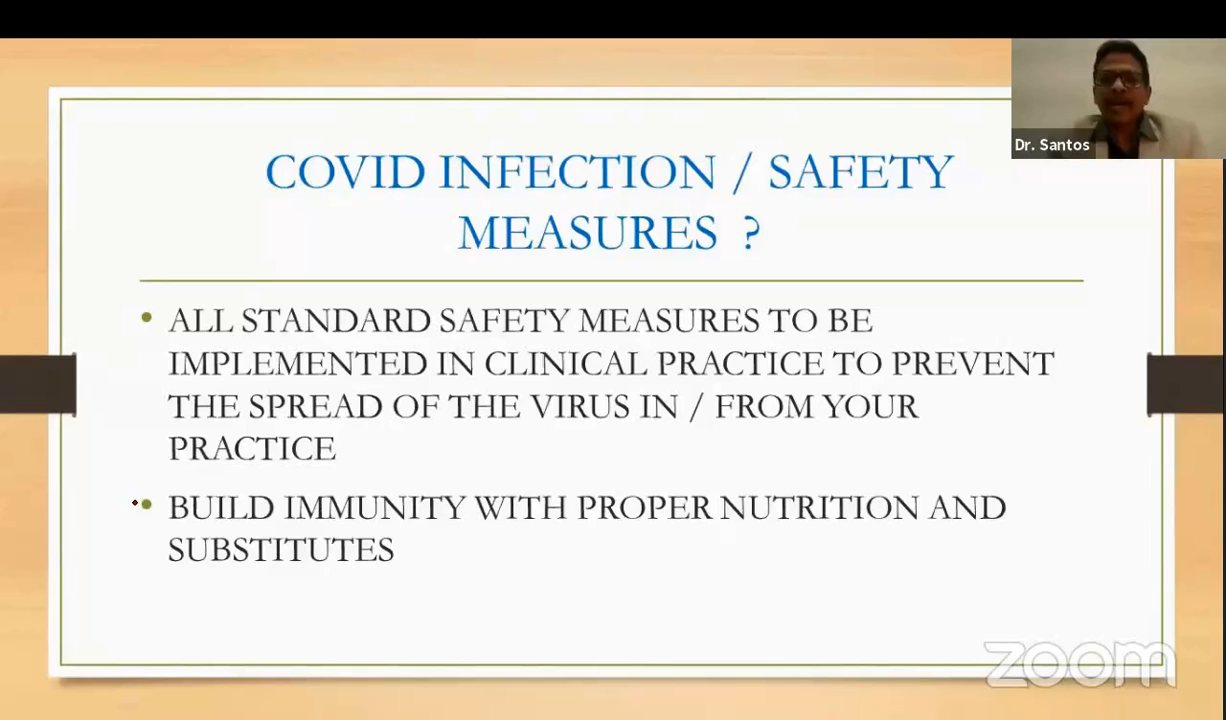 Dr. Santos
COVID INFECTION / SAFETY
MEASURES ?
• ALL STANDARD SAFETY MEASURES TO BE
IMPLEMENTED IN CLINICAL PRACTICE TO PREVENT
THE SPREAD OF THE VIRUS IN / FROM YOUR
PRACTICE
• BUILD IMMUNITY WITH PROPER NUTRITION AND
SUBSTITUTES
zoom